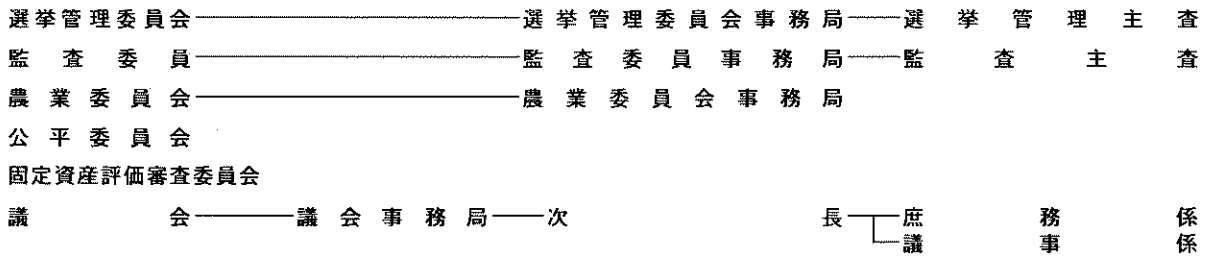 選挙管理委員会―選挙管理委員会事務局―選挙管理主査
監査委員―監査委員事務局―監査主査
農業委員会―農業委員会事務局
公平委員会
固定資産評価審査委員会
議会―議会事務局―次長―庶務係
議事係